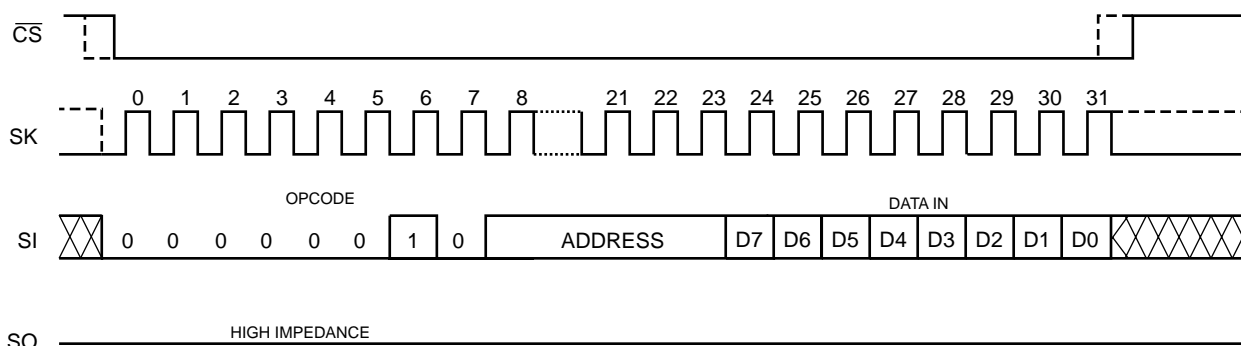 CS
0 1 2 3 4 5 6 7 8 21 22 23 24 25 26 27 28 29 30 31
SK
OPCODE DATA IN
SI 0 0 0 0 0 0 1 0 ADDRESS D7 D6 D5 D4 D3 D2 D1 D0
HIGH IMPEDANCE
SO